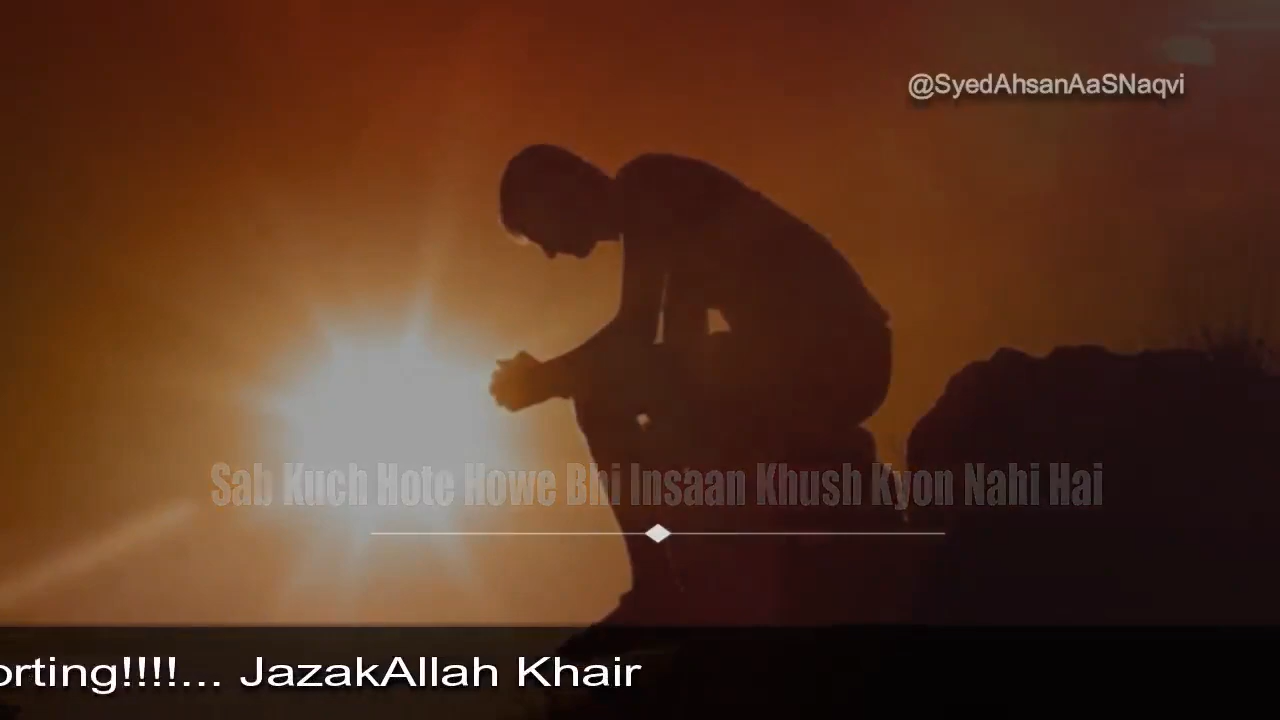 @SyedAhsanAaSNaqvi
Sab Kuch Hote Howe Bhi Insaan Khush Kyon Nahi Hai
orting!!!!... JazakAllah Khair